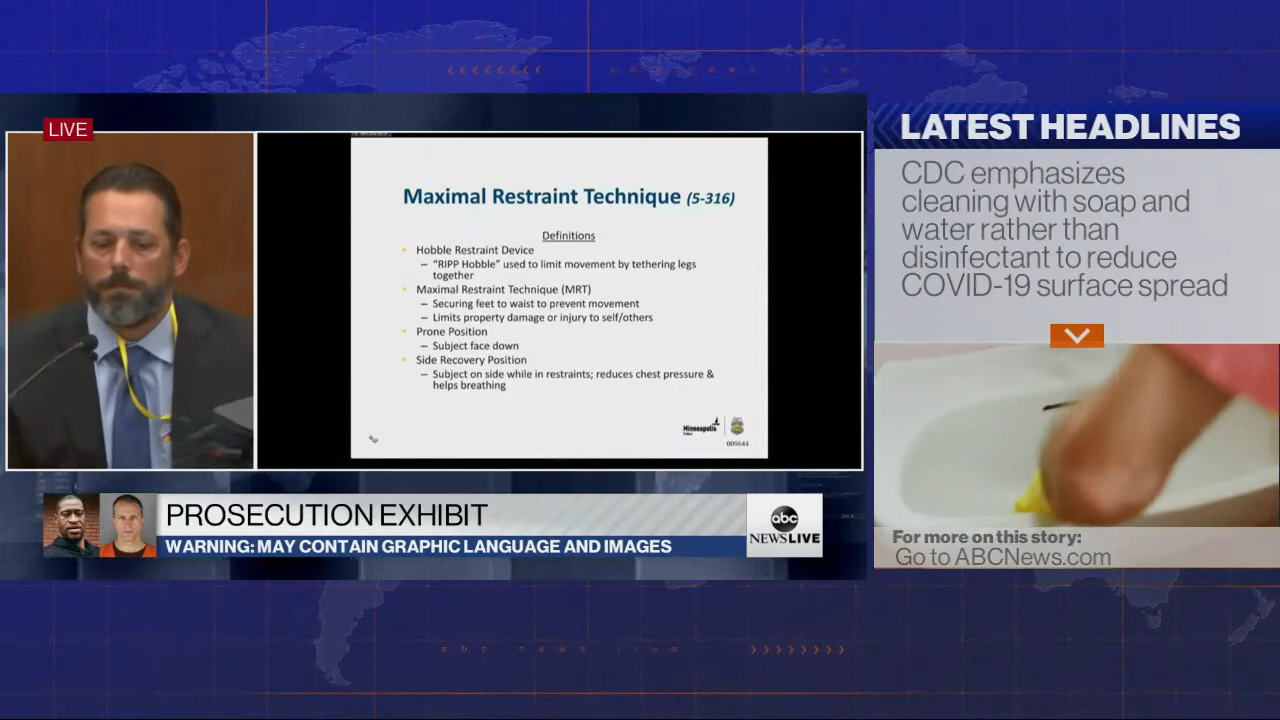 LIVE
Maximal Restraint Technique (5-316)
Definitions
• Hobble Restraint Device
– “RIPP Hobble” used to limit movement by tethering legs
together
• Maximal Restraint Technique (MRT)
– Securing feet to waist to prevent movement
– Limits property damage or injury to self/others
• Prone Position
– Subject face down
• Side Recovery Position
– Subject on side while in restraints; reduces chest pressure &
helps breathing
Minneapolis
Police
009644
PROSECUTION EXHIBIT
WARNING: MAY CONTAIN GRAPHIC LANGUAGE AND IMAGES
abc
NEWS LIVE
LATEST HEADLINES
CDC emphasizes
cleaning with soap and
water rather than
disinfectant to reduce
COVID-19 surface spread
For more on this story:
Go to ABCNews.com
abc news live